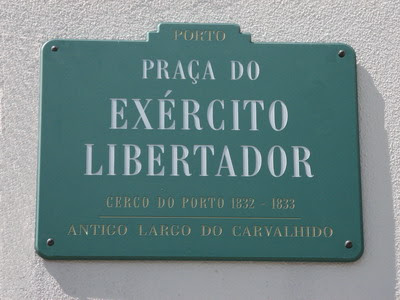 PORTO
PRAÇA DO
EXÉRCITO
LIBERTADOR
CERCO DO PORTO 1832 - 1833
ANTIGO LARGO DO CARVALHIDO